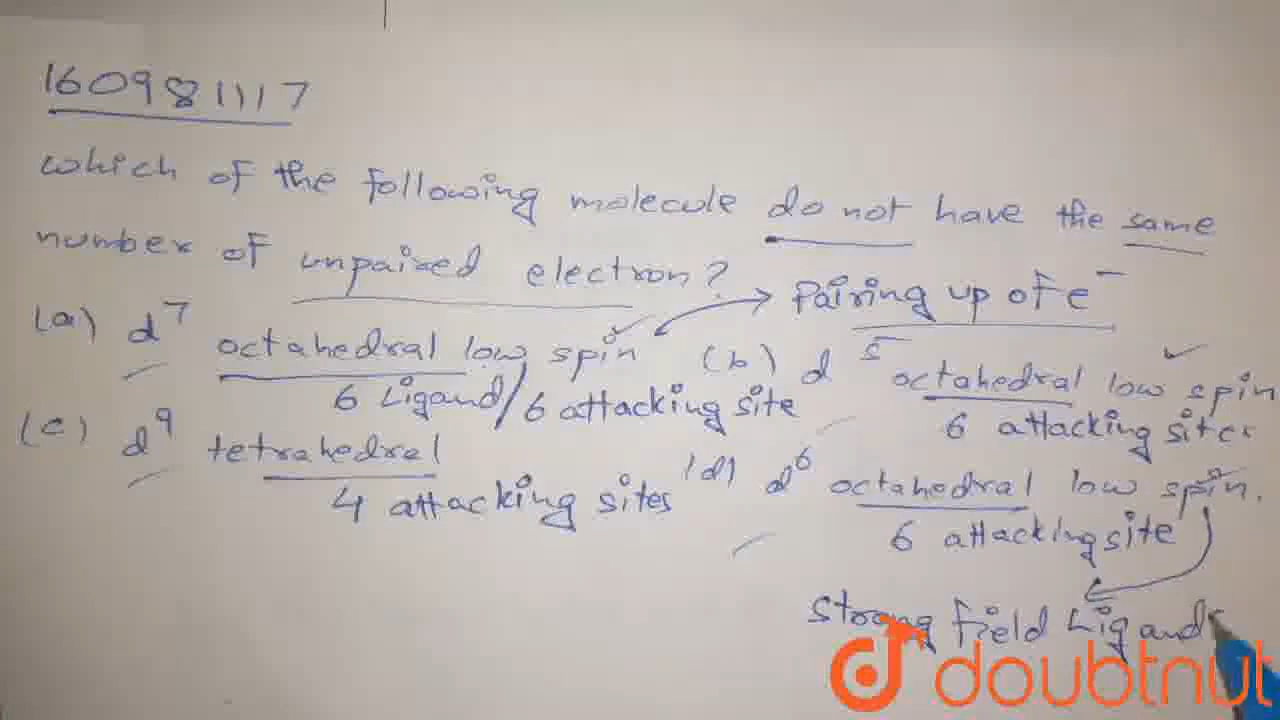 160981117
which of the following molecule do not have the same
number of unpaired electron?
Pairing up of e⁻
(a) d⁷ octahedral low spin
6 Ligand/6 attacking site
(b) d⁵ octahedral low spin
6 attacking sites
(c) d⁹ tetrahedral
4 attacking sites
(d) d⁶ octahedral low spin.
6 attacking site
Strong field Ligands
doubtnut